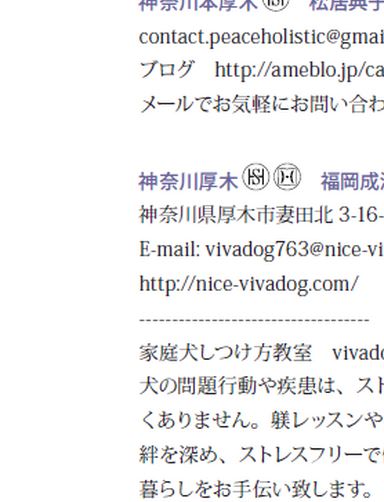 神奈川本厚木 松居典子
contact.peaceholistic@gmai
ブログ http://ameblo.jp/ca
メールでお気軽にお問い合わ
神奈川厚木 福岡成
神奈川県厚木市妻田北 3-16-
E-mail: vivadog763@nice-vi
http://nice-vivadog.com/
---------------------------------
家庭犬しつけ方教室 vivado
犬の問題行動や疾患は、スト
くありません。躾レッスンや
絆を深め、ストレスフリーで
暮らしをお手伝い致します。